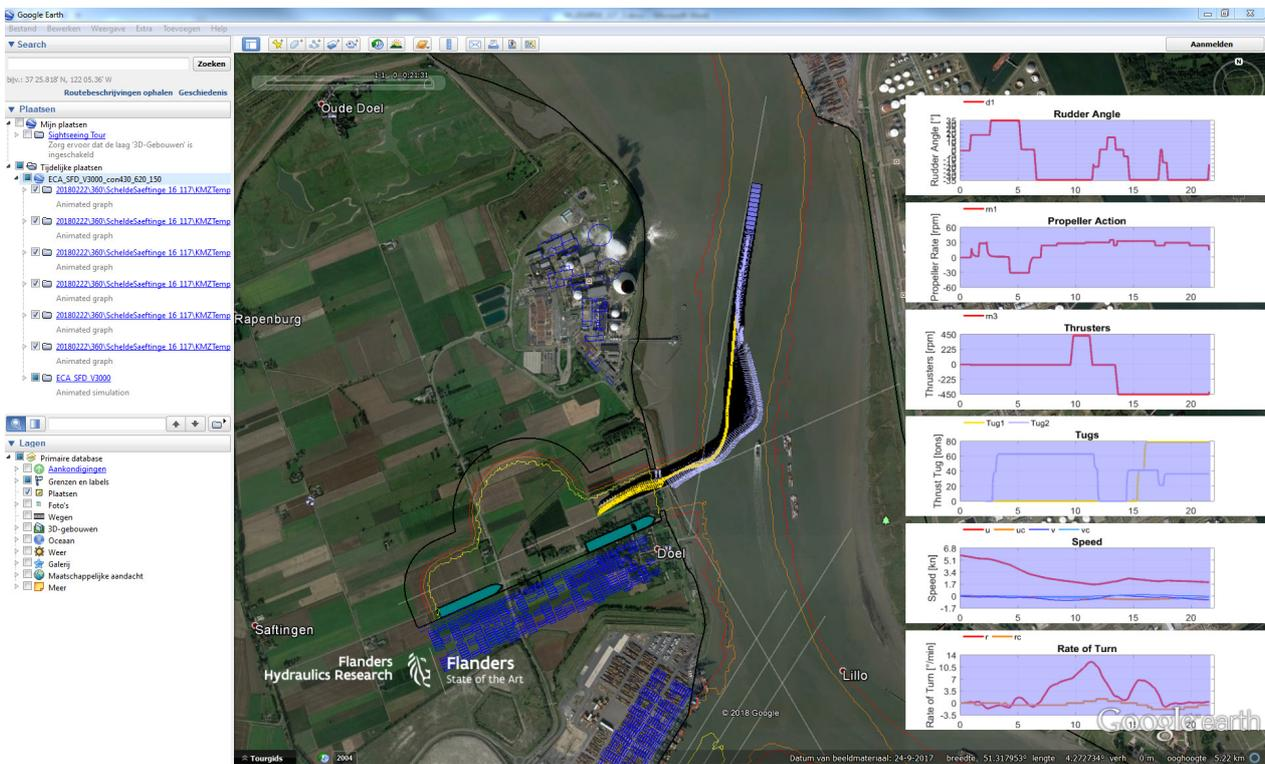 Google Earth
Bestand Bewerken Weergave Extra Toevoegen Help
Search
Zoeken
bijv.: 37 25.818' N, 122 05.36' W
Routebeschrijvingen ophalen Geschiedenis
Plaatsen
Mijn plaatsen
Sightseeing Tour
Zorg ervoor dat de laag '3D-Gebouwen' is
ingeschakeld
Tijdelijke plaatsen
ECA_SFD_V3000_con430_620_150
20180222\360\ScheldeSaeftinge 16 117\KMZTemp
Animated graph
20180222\360\ScheldeSaeftinge 16 117\KMZTemp
Animated graph
20180222\360\ScheldeSaeftinge 16 117\KMZTemp
Animated graph
20180222\360\ScheldeSaeftinge 16 117\KMZTemp
Animated graph
20180222\360\ScheldeSaeftinge 16 117\KMZTemp
Animated graph
20180222\360\ScheldeSaeftinge 16 117\KMZTemp
Animated graph
ECA SFD V3000
Animated simulation
Lagen
Primaire database
Aankondigingen
Grenzen en labels
Plaatsen
Foto's
Wegen
3D-gebouwen
Oceaan
Weer
Galerij
Maatschappelijke aandacht
Meer
Aanmelden
N
Oude Doel
Rapenburg
Doel
Saftingen
Lillo
Flanders
Hydraulics Research
Flanders
State of the Art
© 2018 Google
d1
Rudder Angle
Rudder Angle [°]
0 5 10 15 20
m1
Propeller Action
Propeller Rate [rpm]
60
30
0
-30
-60
0 5 10 15 20
m3
Thrusters
Thrusters [rpm]
450
225
0
-225
-450
0 5 10 15 20
Tug1 Tug2
Tugs
Thrust Tug [tons]
80
60
40
20
0
0 5 10 15 20
u uc v vc
Speed
Speed [kn]
6.8
5.1
3.4
1.7
0
-1.7
0 5 10 15 20
r rc
Rate of Turn
Rate of Turn [°/min]
14
10.5
7
3.5
0
-3.5
0 5 10 15 20
Google earth
Tourgids
2004
Datum van beeldmateriaal: 24-9-2017 breedte, 51.317953° lengte 4.272734° verh 0 m ooghoogte 5.22 km